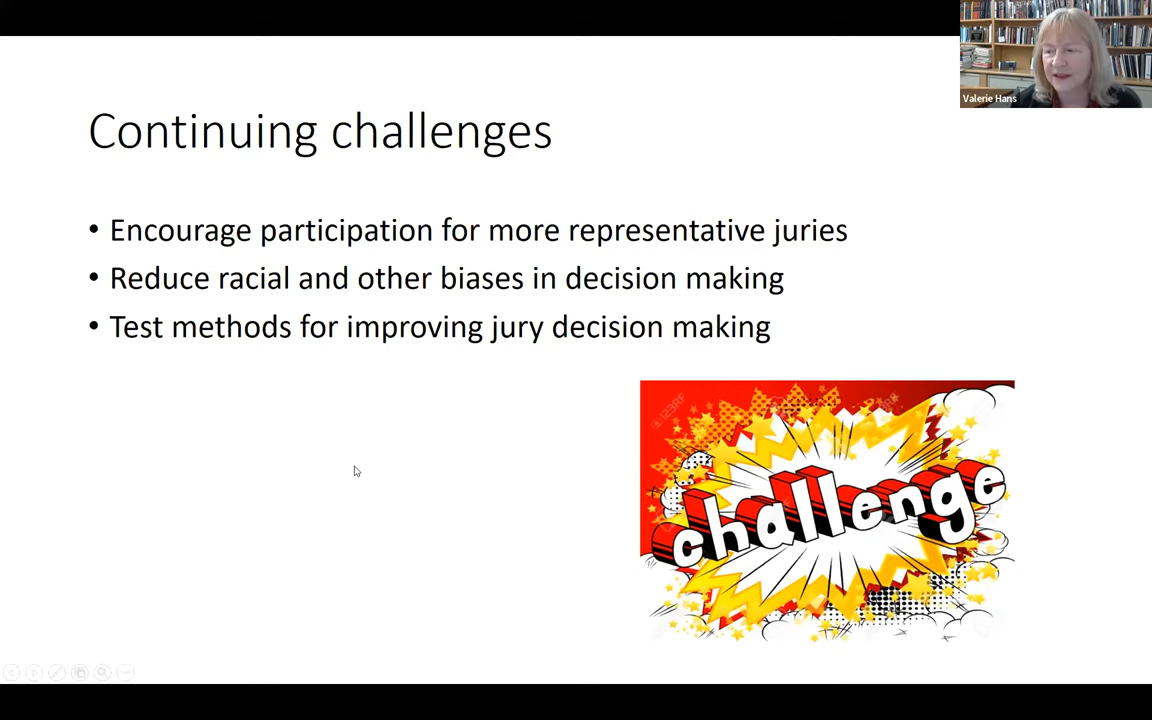 Valerie Hans
Continuing challenges
• Encourage participation for more representative juries
• Reduce racial and other biases in decision making
• Test methods for improving jury decision making
123RF
challenge